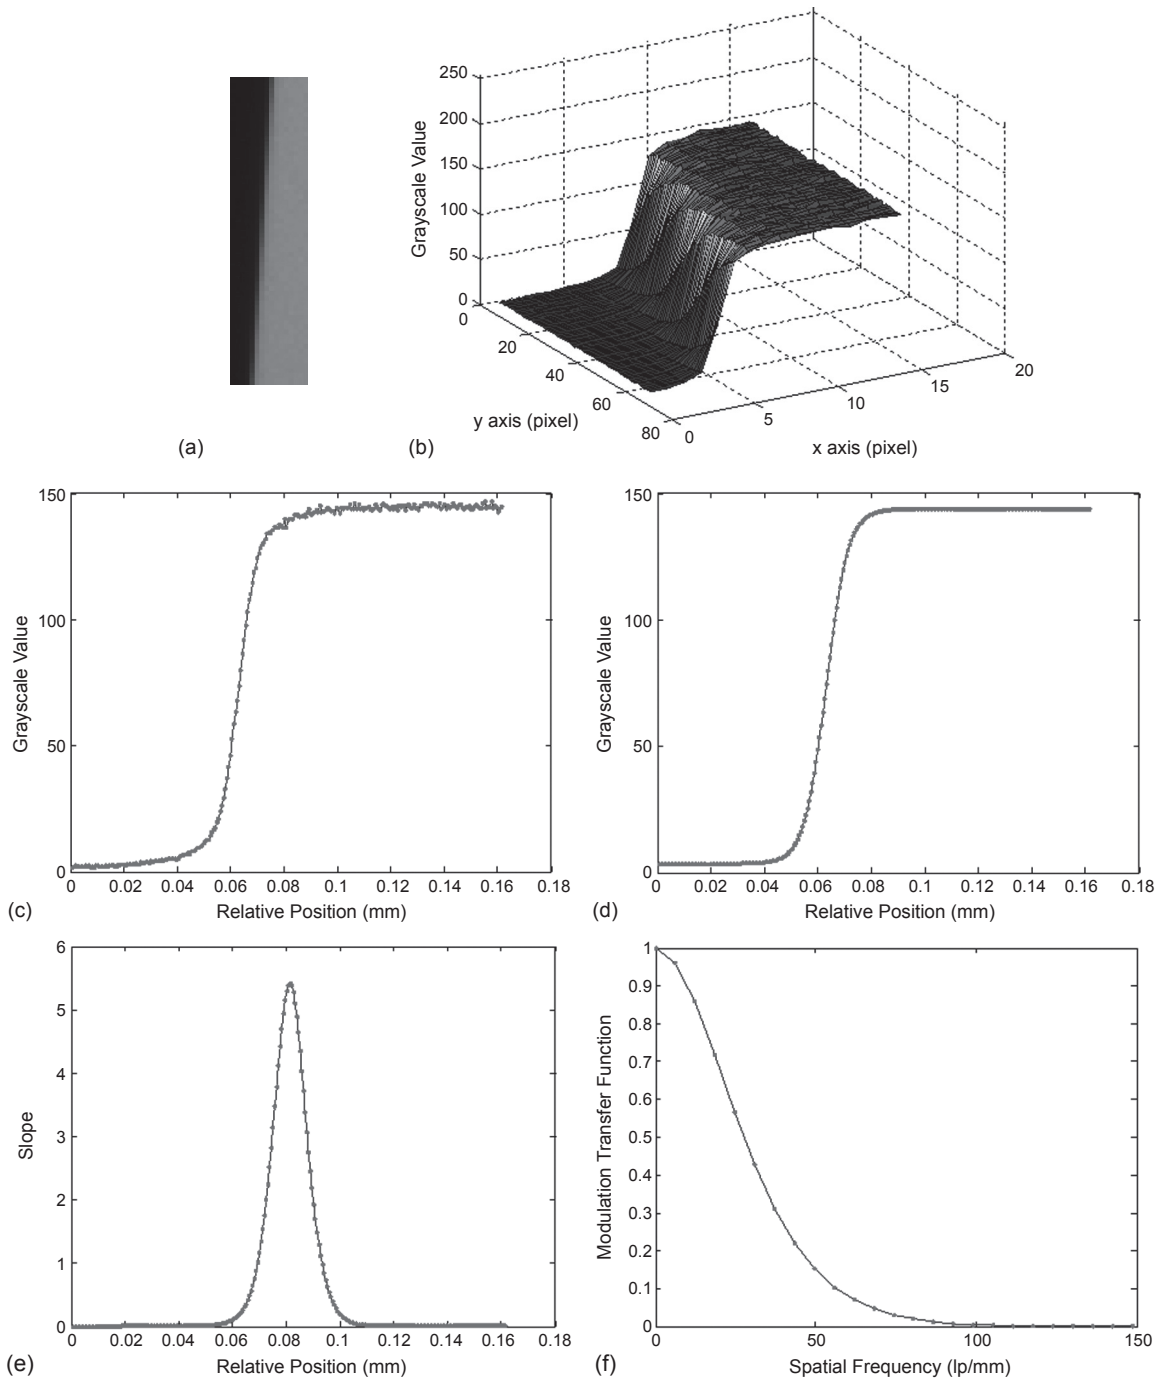 250
200
150
100
50
0
Grayscale Value
0
20
40
60
80
y axis (pixel)
0
5
10
15
20
x axis (pixel)
(a)
(b)
150
100
50
0
Grayscale Value
0 0.02 0.04 0.06 0.08 0.1 0.12 0.14 0.16 0.18
Relative Position (mm)
(c)
150
100
50
0
Grayscale Value
0 0.02 0.04 0.06 0.08 0.1 0.12 0.14 0.16 0.18
Relative Position (mm)
(d)
6
5
4
3
2
1
0
Slope
0 0.02 0.04 0.06 0.08 0.1 0.12 0.14 0.16 0.18
Relative Position (mm)
(e)
1
0.9
0.8
0.7
0.6
0.5
0.4
0.3
0.2
0.1
0
Modulation Transfer Function
0 50 100 150
Spatial Frequency (lp/mm)
(f)